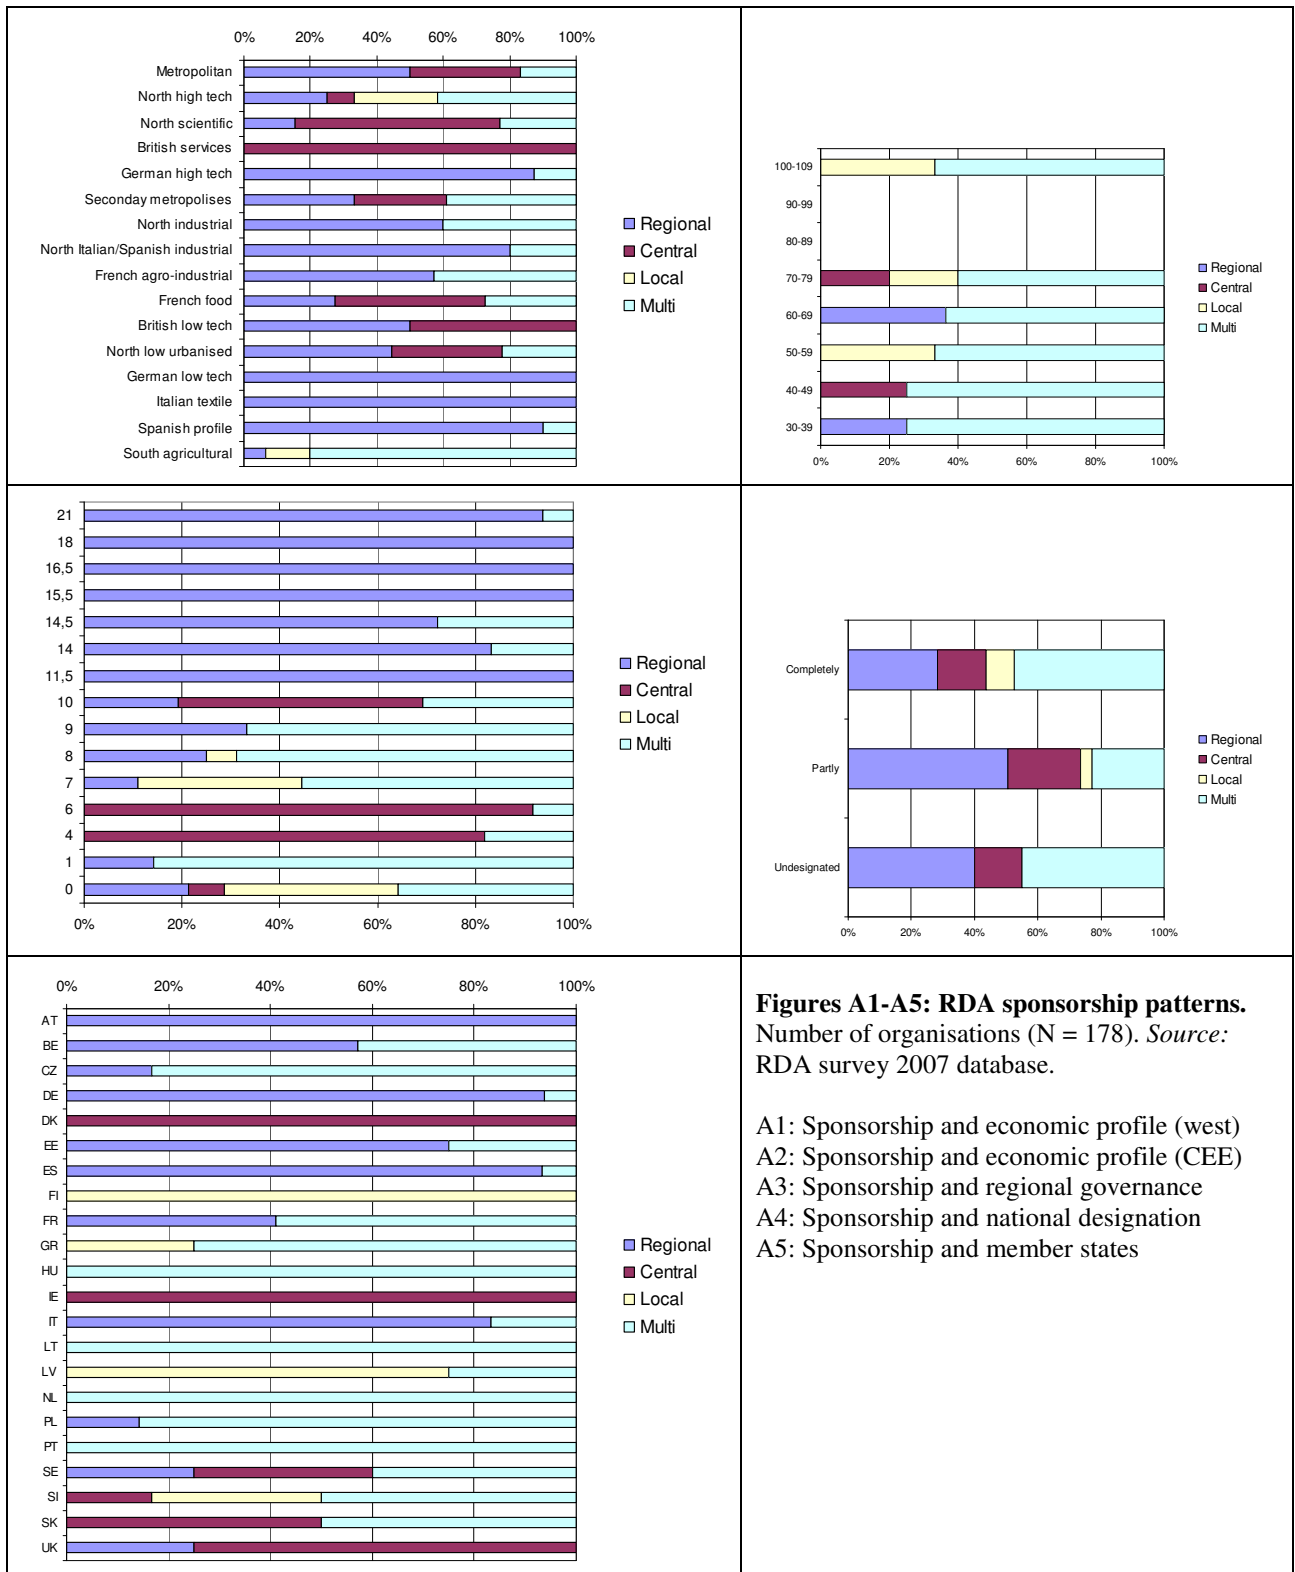 0% 20% 40% 60% 80% 100%
Metropolitan
North high tech
North scientific
British services
German high tech
Seconday metropolises
North industrial
North Italian/Spanish industrial
French agro-industrial
French food
British low tech
North low urbanised
German low tech
Italian textile
Spanish profile
South agricultural
Regional
Central
Local
Multi
100-109
90-99
80-89
70-79
60-69
50-59
40-49
30-39
0% 20% 40% 60% 80% 100%
Regional
Central
Local
Multi
21
18
16,5
15,5
14,5
14
11,5
10
9
8
7
6
4
1
0
0% 20% 40% 60% 80% 100%
Regional
Central
Local
Multi
Completely
Partly
Undesignated
0% 20% 40% 60% 80% 100%
Regional
Central
Local
Multi
0% 20% 40% 60% 80% 100%
AT
BE
CZ
DE
DK
EE
ES
FI
FR
GR
HU
IE
IT
LT
LV
NL
PL
PT
SE
SI
SK
UK
Regional
Central
Local
Multi
Figures A1-A5: RDA sponsorship patterns.
Number of organisations (N = 178). Source:
RDA survey 2007 database.
A1: Sponsorship and economic profile (west)
A2: Sponsorship and economic profile (CEE)
A3: Sponsorship and regional governance
A4: Sponsorship and national designation
A5: Sponsorship and member states